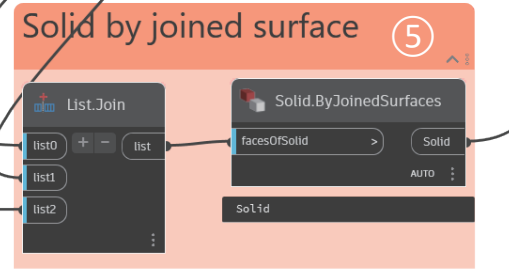 Solid by joined surface
5
List.Join
list0 + - list
list1
list2
Solid.ByJoinedSurfaces
facesOfSolid > Solid
AUTO
Solid